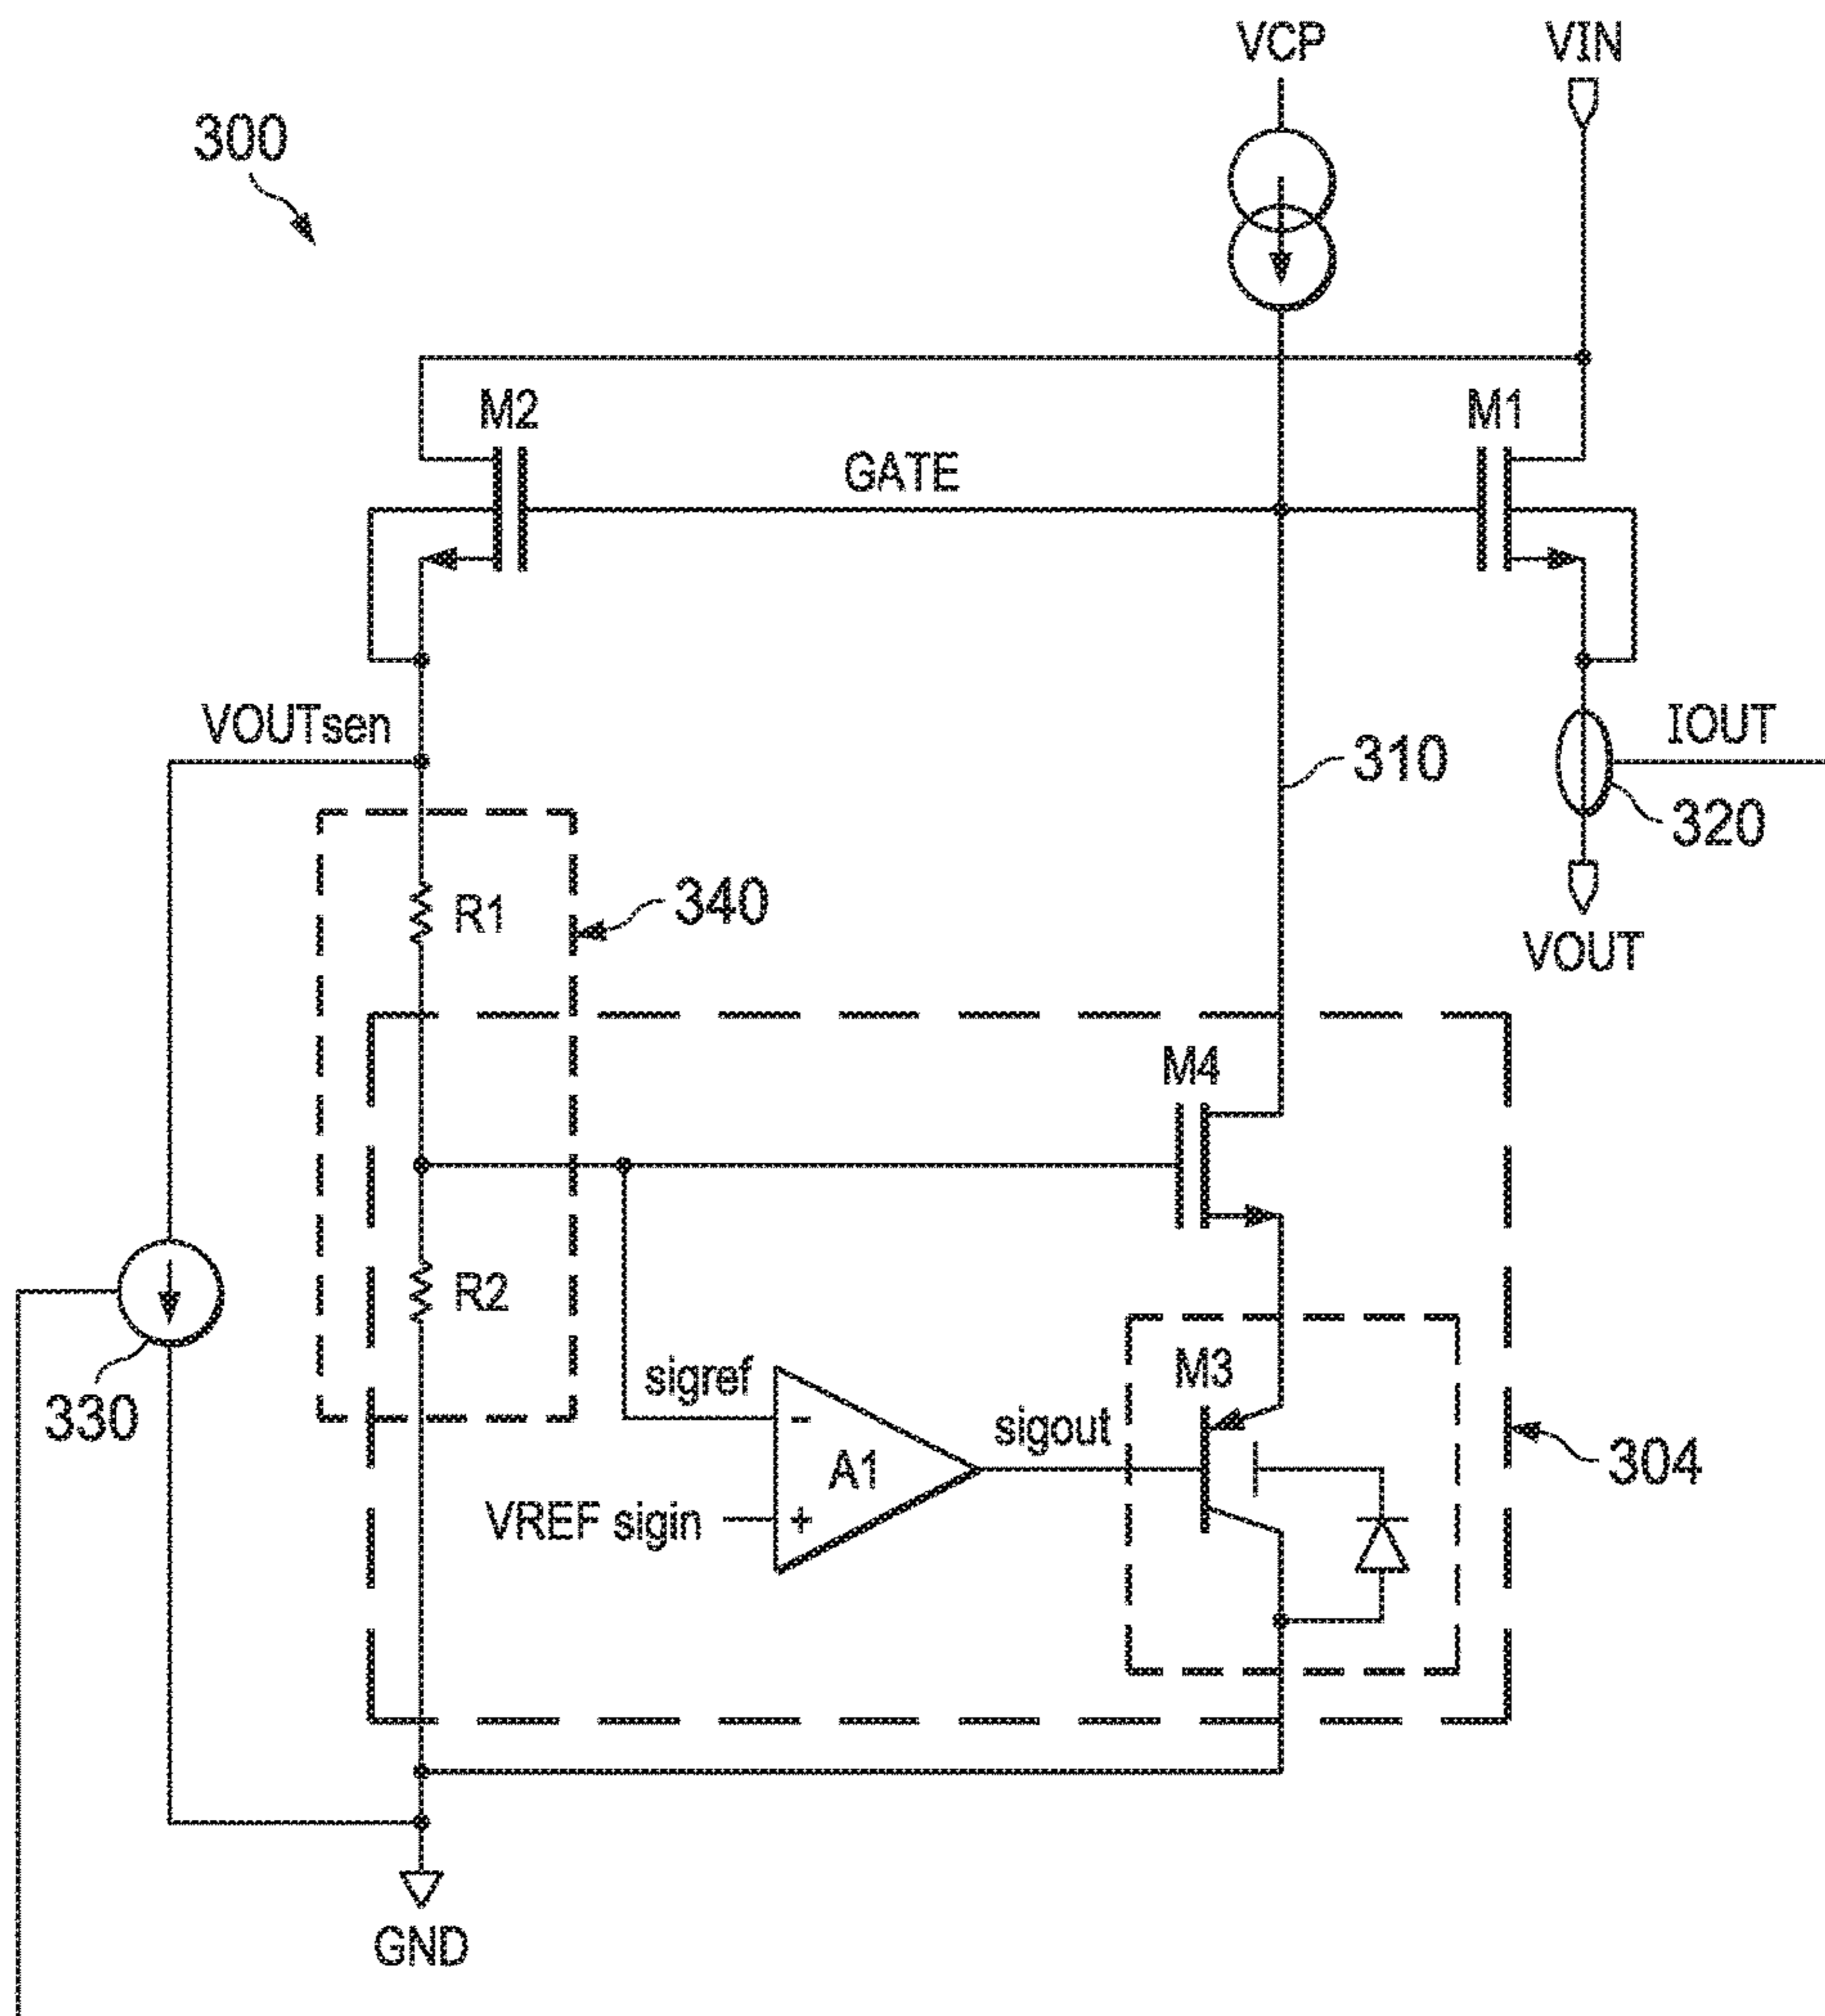 VCP
VIN
300
M2
M1
GATE
VOUTsen
310
IOUT
320
R1
340
VOUT
M4
R2
330
sigref
M3
-
A1
sigout
304
VREF sigin
+
GND